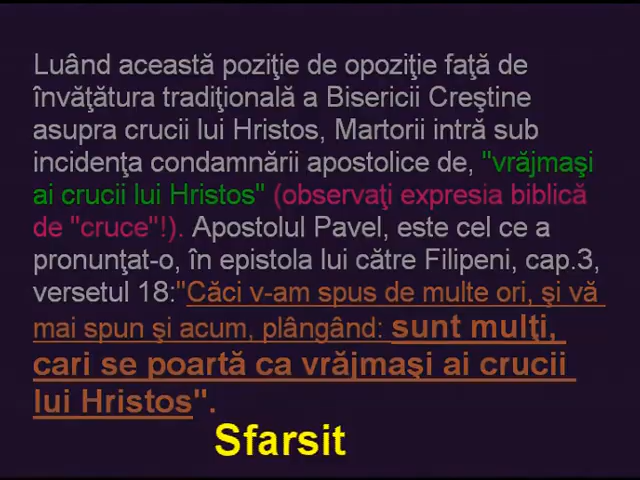 Luând această poziţie de opoziţie faţă de
învăţătura tradiţională a Bisericii Creştine
asupra crucii lui Hristos, Martorii intră sub
incidenţa condamnării apostolice de, "vrăjmaşi
ai crucii lui Hristos" (observaţi expresia biblică
de "cruce"!). Apostolul Pavel, este cel ce a
pronunţat-o, în epistola lui către Filipeni, cap.3,
versetul 18:"Căci v-am spus de multe ori, şi vă
mai spun şi acum, plângând: sunt mulţi,
cari se poartă ca vrăjmaşi ai crucii
lui Hristos".
Sfarsit